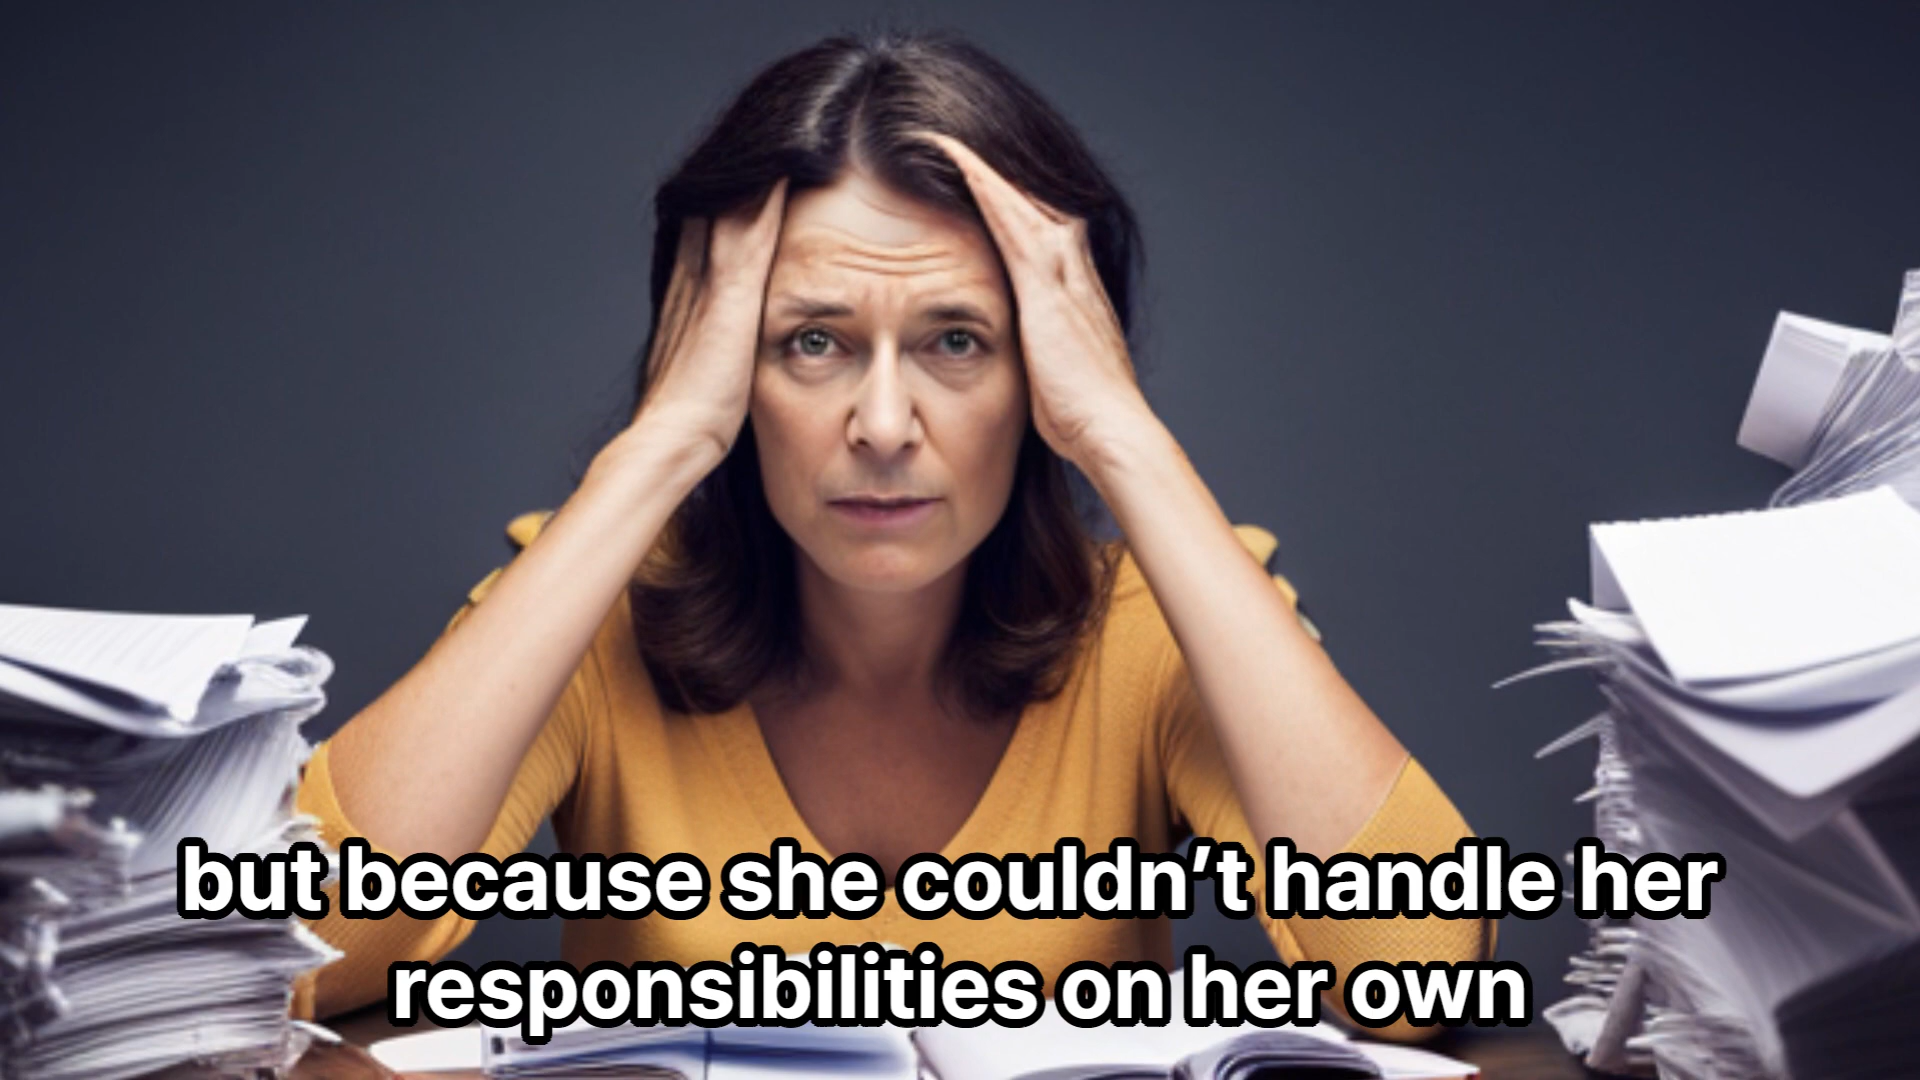 but because she couldn’t handle her
responsibilities on her own